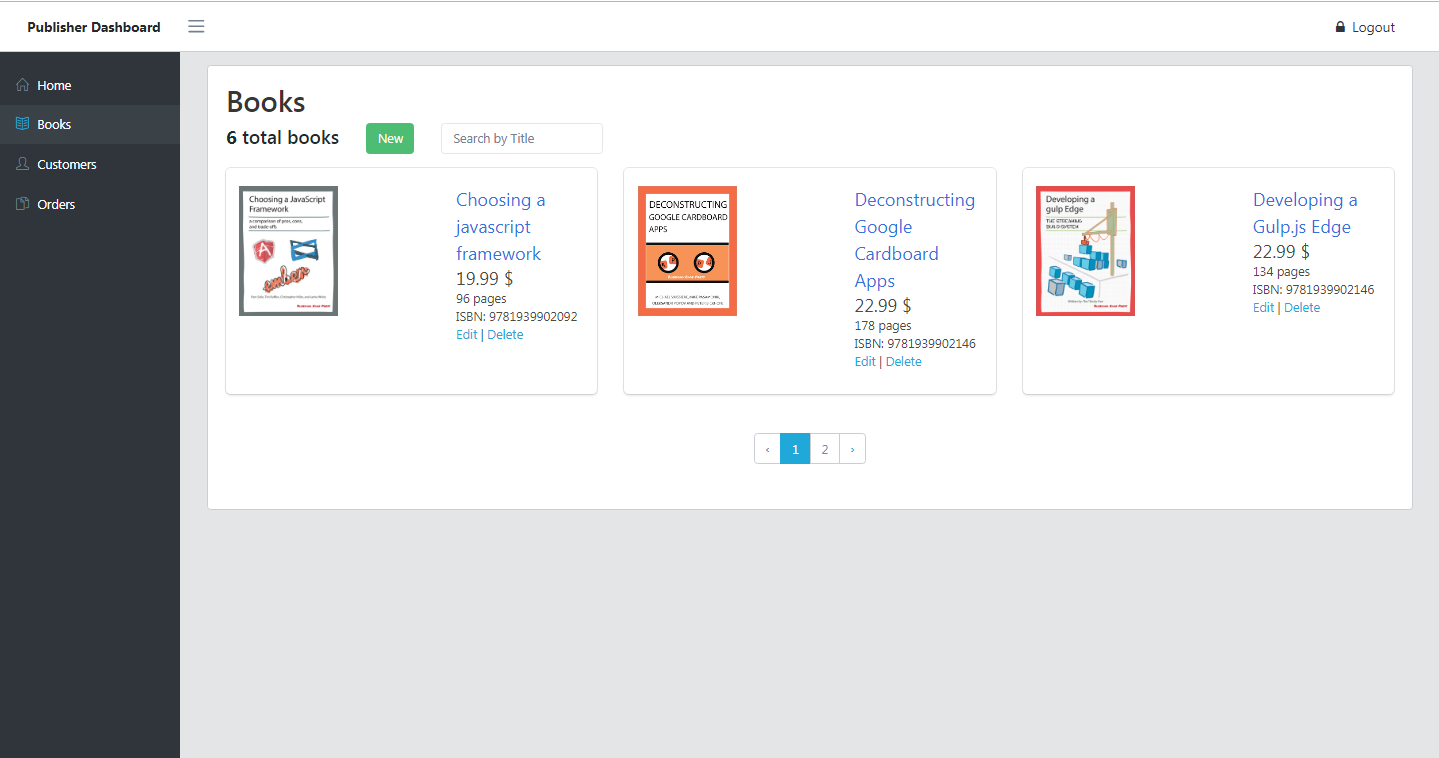 Publisher Dashboard
Logout
Home
Books
Customers
Orders
Books
6 total books
New
Search by Title
Choosing a JavaScript
Framework
a comparison of pros, cons,
and trade-offs
ember
Choosing a
javascript
framework
19.99 $
96 pages
ISBN: 9781939902092
Edit | Delete
DECONSTRUCTING
GOOGLE CARDBOARD
APPS
Deconstructing
Google
Cardboard
Apps
22.99 $
178 pages
ISBN: 9781939902146
Edit | Delete
Developing a
gulp Edge
THE STREAMING
BUILD SYSTEM
Developing a
Gulp.js Edge
22.99 $
134 pages
ISBN: 9781939902146
Edit | Delete
‹ 1 2 ›